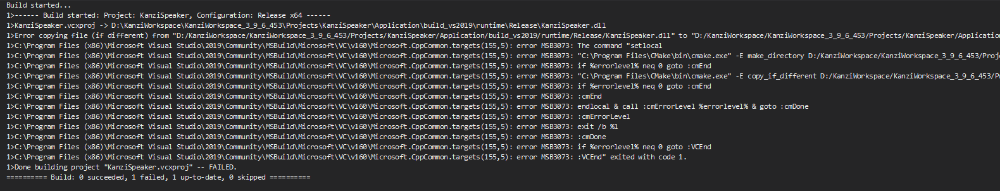 Build started...
1>------ Build started: Project: KanziSpeaker, Configuration: Release x64 ------
1>KanziSpeaker.vcxproj -> D:\KanziWorkspace\KanziWorkspace_3_9_6_453\Projects\KanziSpeaker\Application\build_vs2019\runtime\Release\KanziSpeaker.dll
1>Error copying file (if different) from "D:/KanziWorkspace/KanziWorkspace_3_9_6_453/Projects/KanziSpeaker/Application/build_vs2019/runtime/Release/KanziSpeaker.dll" to "D:/KanziWorkspace/KanziWorkspace_3_9_6_453/Projects/KanziSpeaker/Application
1>C:\Program Files (x86)\Microsoft Visual Studio\2019\Community\MSBuild\Microsoft\VC\v160\Microsoft.CppCommon.targets(155,5): error MSB3073: The command "setlocal
1>C:\Program Files (x86)\Microsoft Visual Studio\2019\Community\MSBuild\Microsoft\VC\v160\Microsoft.CppCommon.targets(155,5): error MSB3073: "C:\Program Files\CMake\bin\cmake.exe" -E make_directory D:/KanziWorkspace/KanziWorkspace_3_9_6_453/Proj
1>C:\Program Files (x86)\Microsoft Visual Studio\2019\Community\MSBuild\Microsoft\VC\v160\Microsoft.CppCommon.targets(155,5): error MSB3073: if %errorlevel% neq 0 goto :cmEnd
1>C:\Program Files (x86)\Microsoft Visual Studio\2019\Community\MSBuild\Microsoft\VC\v160\Microsoft.CppCommon.targets(155,5): error MSB3073: "C:\Program Files\CMake\bin\cmake.exe" -E copy_if_different D:/KanziWorkspace/KanziWorkspace_3_9_6_453/P
1>C:\Program Files (x86)\Microsoft Visual Studio\2019\Community\MSBuild\Microsoft\VC\v160\Microsoft.CppCommon.targets(155,5): error MSB3073: if %errorlevel% neq 0 goto :cmEnd
1>C:\Program Files (x86)\Microsoft Visual Studio\2019\Community\MSBuild\Microsoft\VC\v160\Microsoft.CppCommon.targets(155,5): error MSB3073: :cmEnd
1>C:\Program Files (x86)\Microsoft Visual Studio\2019\Community\MSBuild\Microsoft\VC\v160\Microsoft.CppCommon.targets(155,5): error MSB3073: endlocal & call :cmErrorLevel %errorlevel% & goto :cmDone
1>C:\Program Files (x86)\Microsoft Visual Studio\2019\Community\MSBuild\Microsoft\VC\v160\Microsoft.CppCommon.targets(155,5): error MSB3073: :cmErrorLevel
1>C:\Program Files (x86)\Microsoft Visual Studio\2019\Community\MSBuild\Microsoft\VC\v160\Microsoft.CppCommon.targets(155,5): error MSB3073: exit /b %1
1>C:\Program Files (x86)\Microsoft Visual Studio\2019\Community\MSBuild\Microsoft\VC\v160\Microsoft.CppCommon.targets(155,5): error MSB3073: :cmDone
1>C:\Program Files (x86)\Microsoft Visual Studio\2019\Community\MSBuild\Microsoft\VC\v160\Microsoft.CppCommon.targets(155,5): error MSB3073: if %errorlevel% neq 0 goto :VCEnd
1>C:\Program Files (x86)\Microsoft Visual Studio\2019\Community\MSBuild\Microsoft\VC\v160\Microsoft.CppCommon.targets(155,5): error MSB3073: :VCEnd" exited with code 1.
1>Done building project "KanziSpeaker.vcxproj" -- FAILED.
========== Build: 0 succeeded, 1 failed, 1 up-to-date, 0 skipped ==========